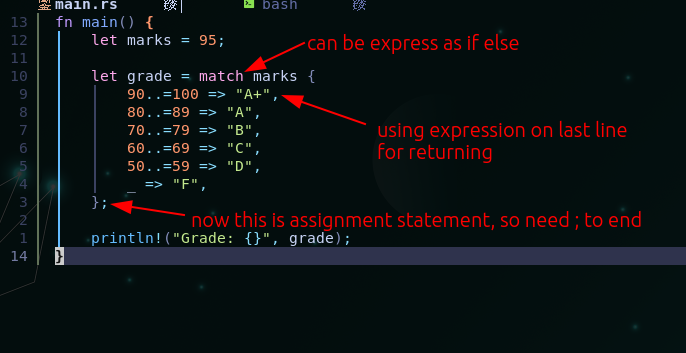 main.rs bash
13 fn main() {
12 let marks = 95;
11
10 let grade = match marks {
9 90..=100 => "A+",
8 80..=89 => "A",
7 70..=79 => "B",
6 60..=69 => "C",
5 50..=59 => "D",
4 _ => "F",
3 };
2
1 println!("Grade: {}", grade);
14 }
can be express as if else
using expression on last line
for returning
now this is assignment statement, so need ; to end